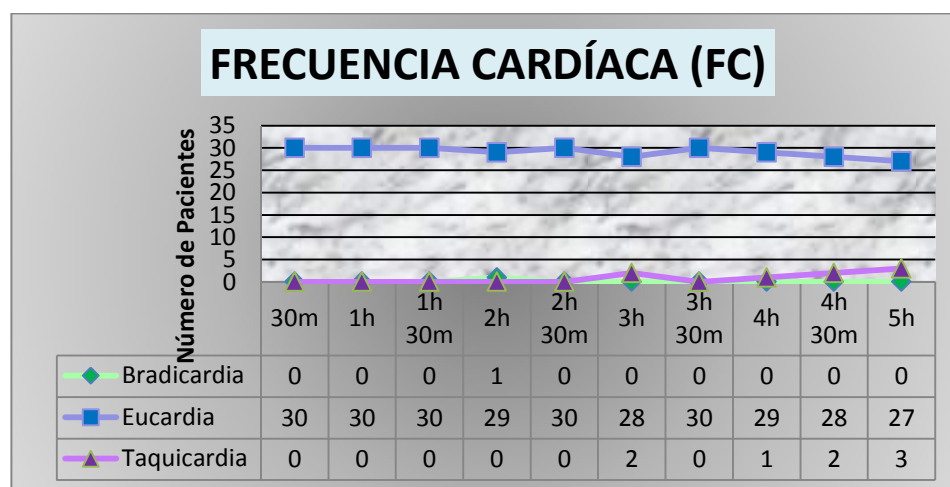 FRECUENCIA CARDÍACA (FC)
Número de Pacientes
35
30
25
20
15
10
5
0
30m 1h 1h 30m 2h 2h 30m 3h 3h 30m 4h 4h 30m 5h
Bradicardia 0 0 0 1 0 0 0 0 0 0
Eucardia 30 30 30 29 30 28 30 29 28 27
Taquicardia 0 0 0 0 0 2 0 1 2 3